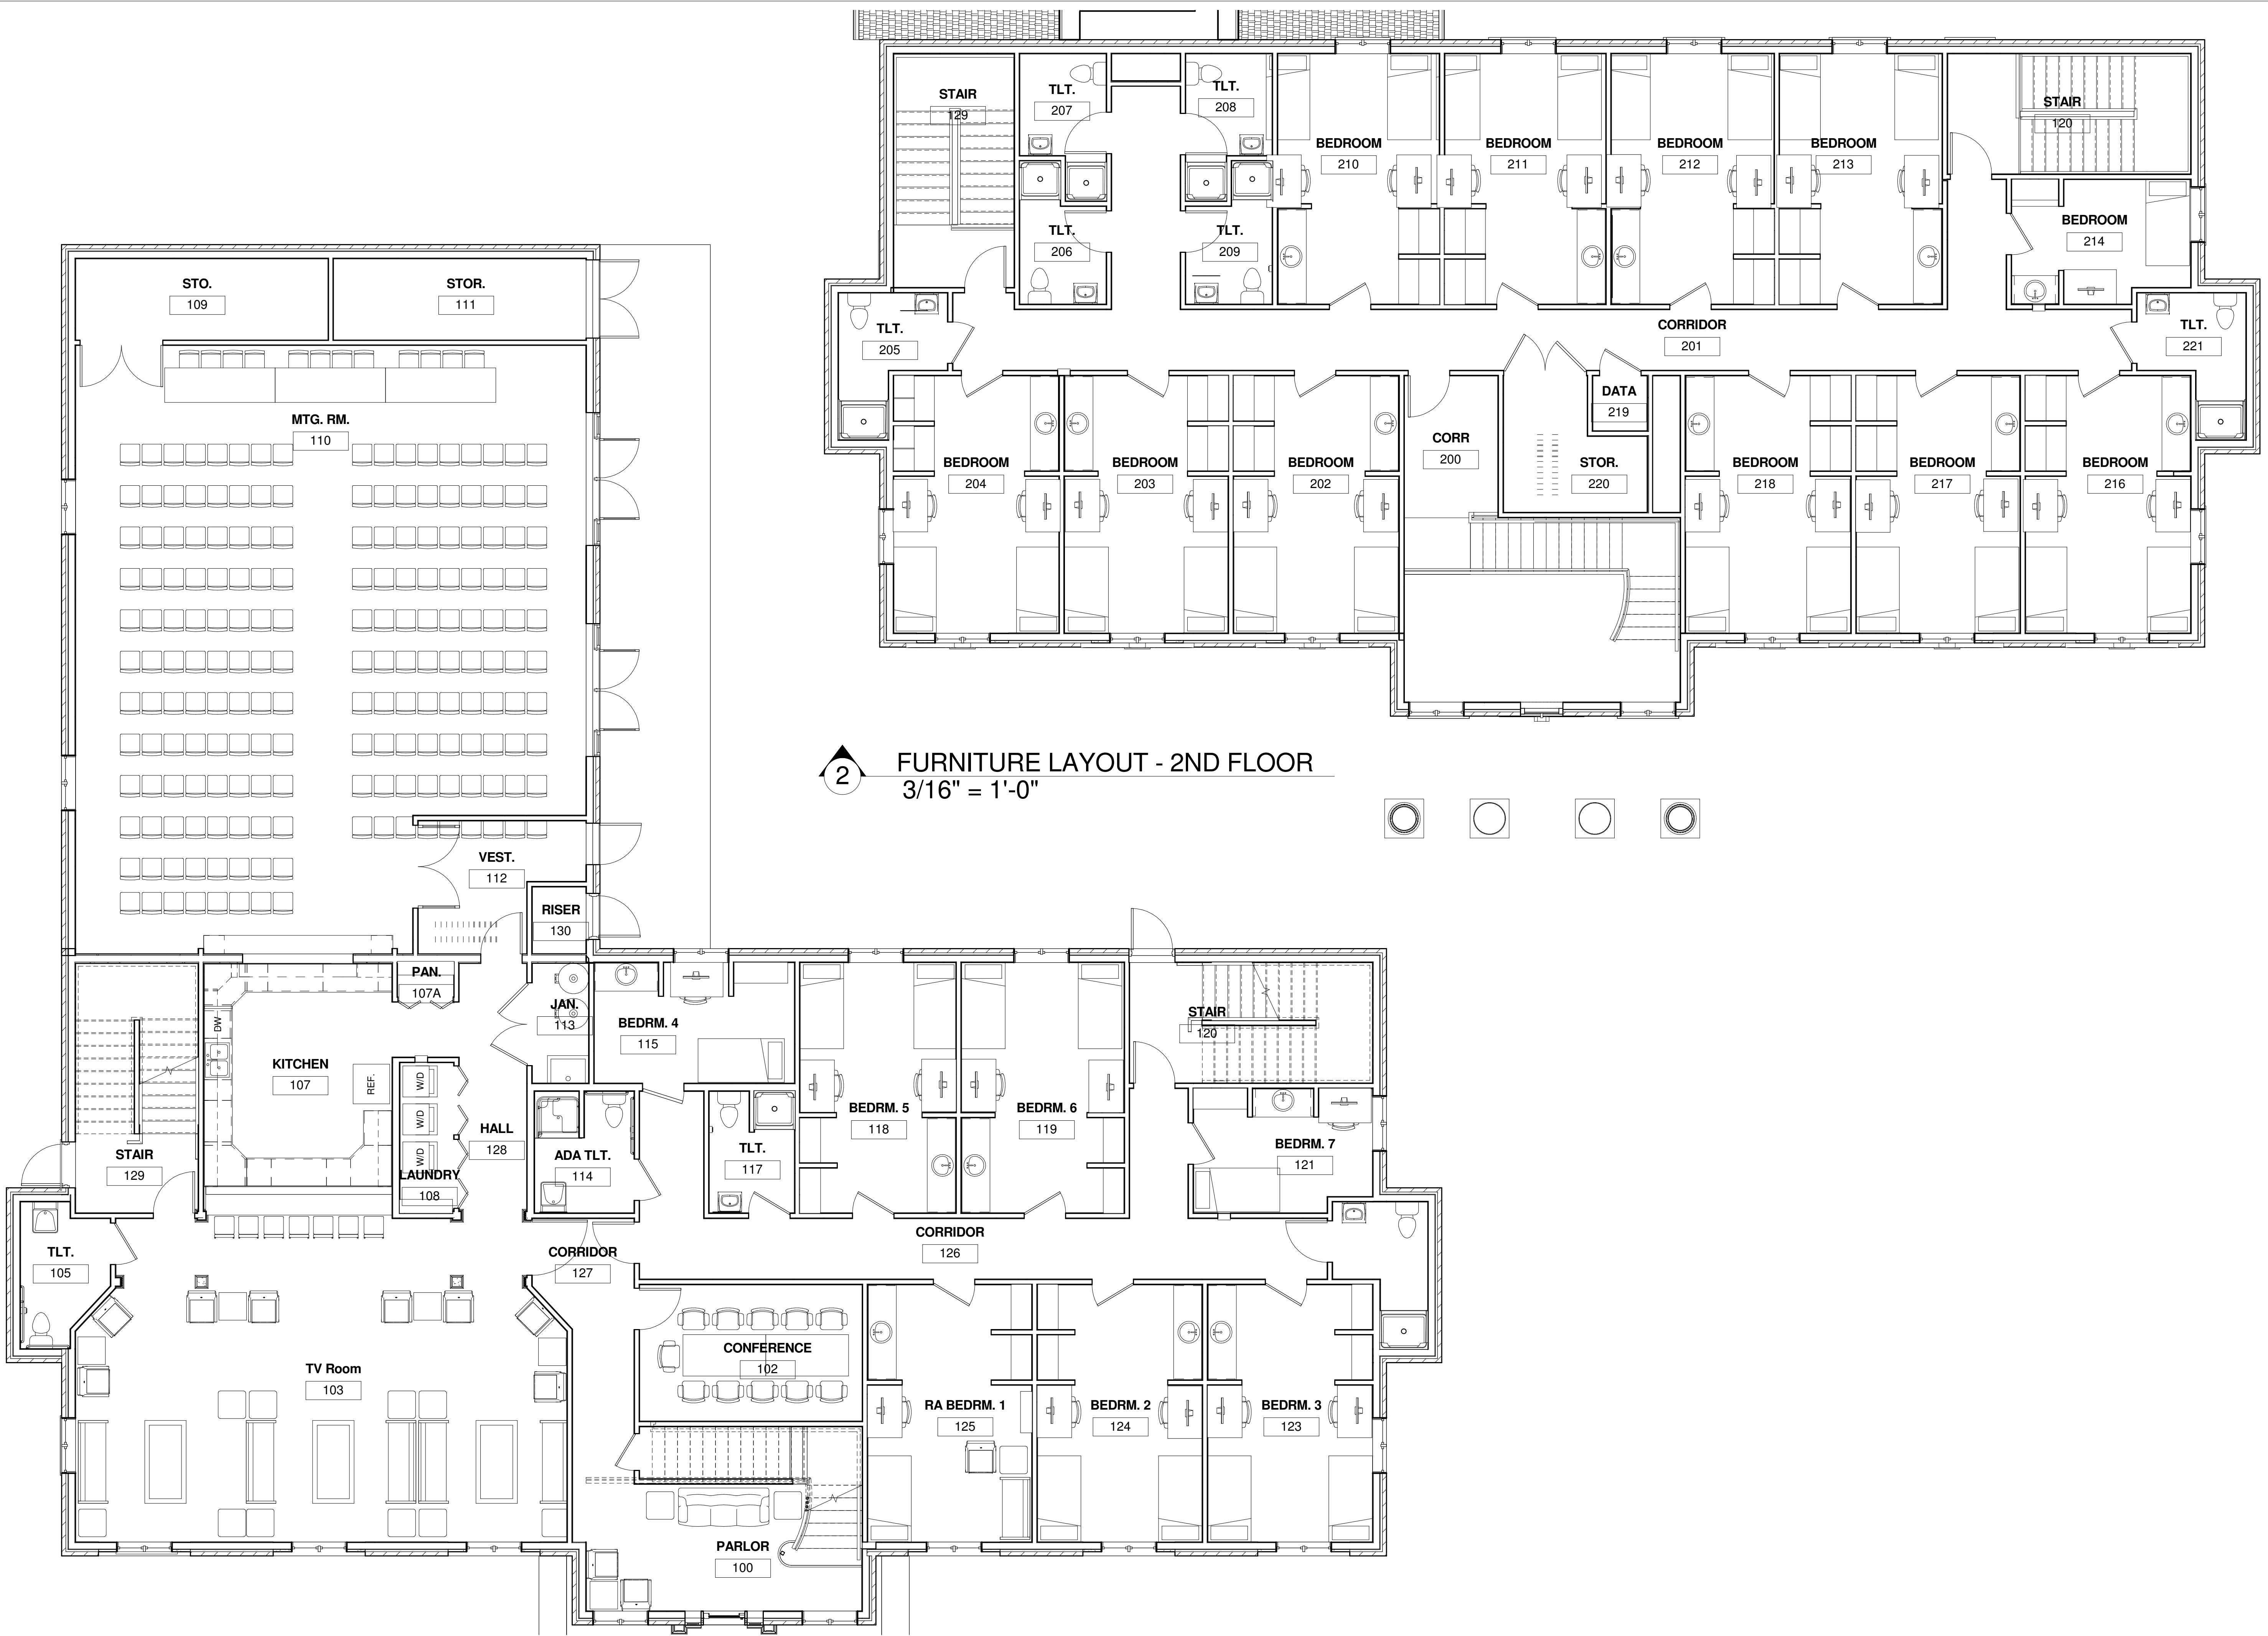 STAIR
129
TLT.
207
TLT.
208
BEDROOM
210
BEDROOM
211
BEDROOM
212
BEDROOM
213
STAIR
120
TLT.
206
TLT.
209
BEDROOM
214
TLT.
205
CORRIDOR
201
TLT.
221
BEDROOM
204
BEDROOM
203
BEDROOM
202
CORR
200
DATA
219
STOR.
220
BEDROOM
218
BEDROOM
217
BEDROOM
216
2
FURNITURE LAYOUT - 2ND FLOOR
3/16" = 1'-0"
STO.
109
STOR.
111
MTG. RM.
110
VEST.
112
RISER
130
PAN.
107A
JAN.
113
BEDRM. 4
115
STAIR
120
DW
KITCHEN
107
REF.
W/D
W/D
W/D
LAUNDRY
108
HALL
128
STAIR
129
ADA TLT.
114
TLT.
117
BEDRM. 5
118
BEDRM. 6
119
BEDRM. 7
121
TLT.
105
CORRIDOR
127
CORRIDOR
126
TV Room
103
CONFERENCE
102
RA BEDRM. 1
125
BEDRM. 2
124
BEDRM. 3
123
PARLOR
100